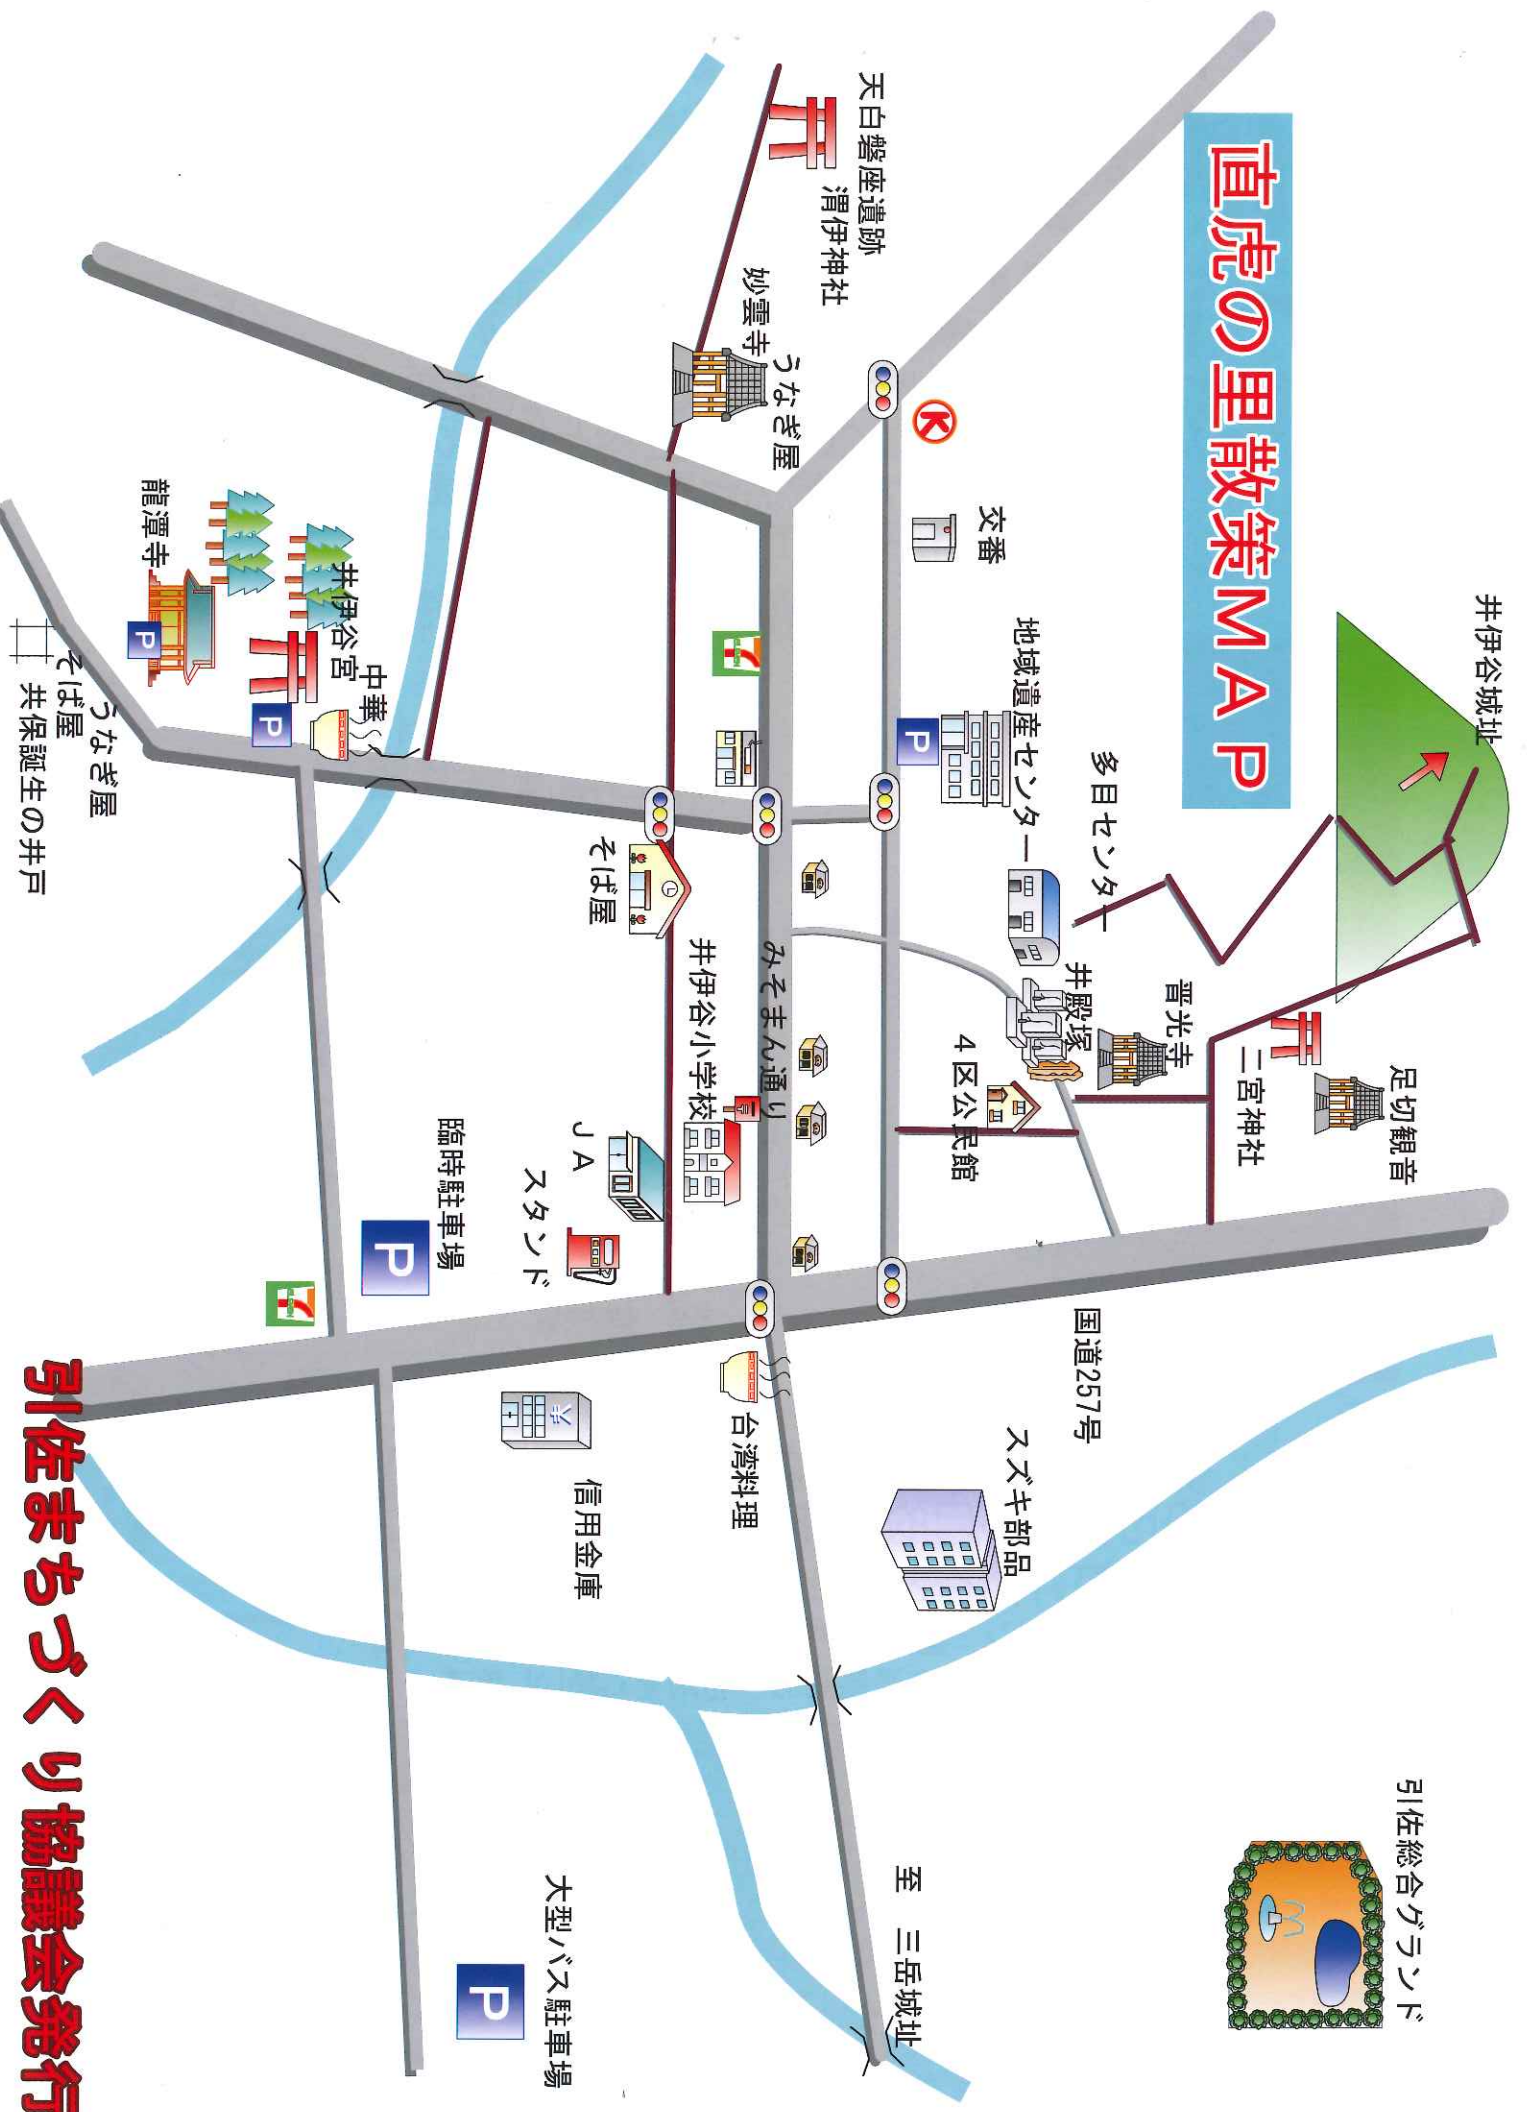 直虎の里散策MAP
井伊谷城址
天白磐座遺跡
渭伊神社
妙雲寺
うなぎ屋
K
交番
地域遺産センター
P
多目センター
井殿塚
晋光寺
二宮神社
足切観音
4区公民館
みそまん通り
井伊谷小学校
そば屋
JA
スタンド
龍潭寺
P
井伊谷宮
中華
P
うなぎ屋
そば屋
共保誕生の井戸
臨時駐車場
P
国道257号
台湾料理
¥
信用金庫
スズキ部品
至 三岳城址
引佐総合グランド
大型バス駐車場
P
引佐まちづくり協議会発行